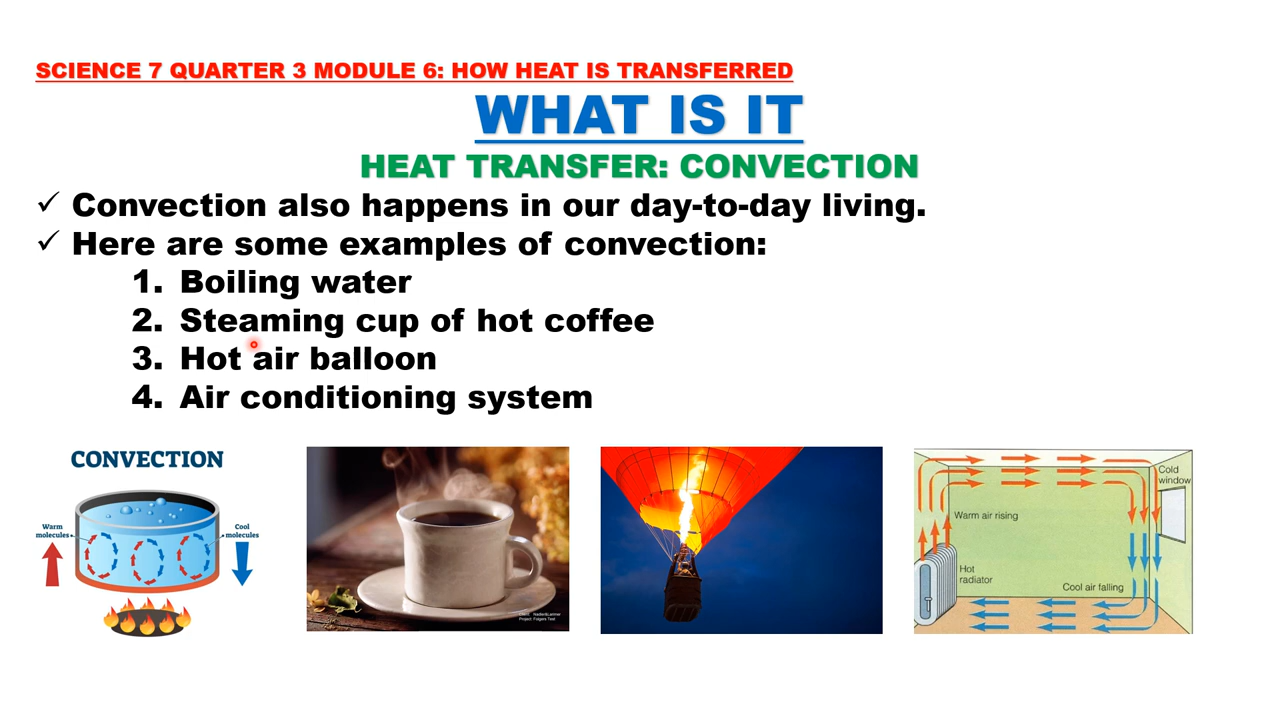 SCIENCE 7 QUARTER 3 MODULE 6: HOW HEAT IS TRANSFERRED
WHAT IS IT
HEAT TRANSFER: CONVECTION
✓ Convection also happens in our day-to-day living.
✓ Here are some examples of convection:
1. Boiling water
2. Steaming cup of hot coffee
3. Hot air balloon
4. Air conditioning system
CONVECTION
Warm
molecules
Cool
molecules
Project: Folgers Test
Cold
window
Warm air rising
Hot
radiator
Cool air falling